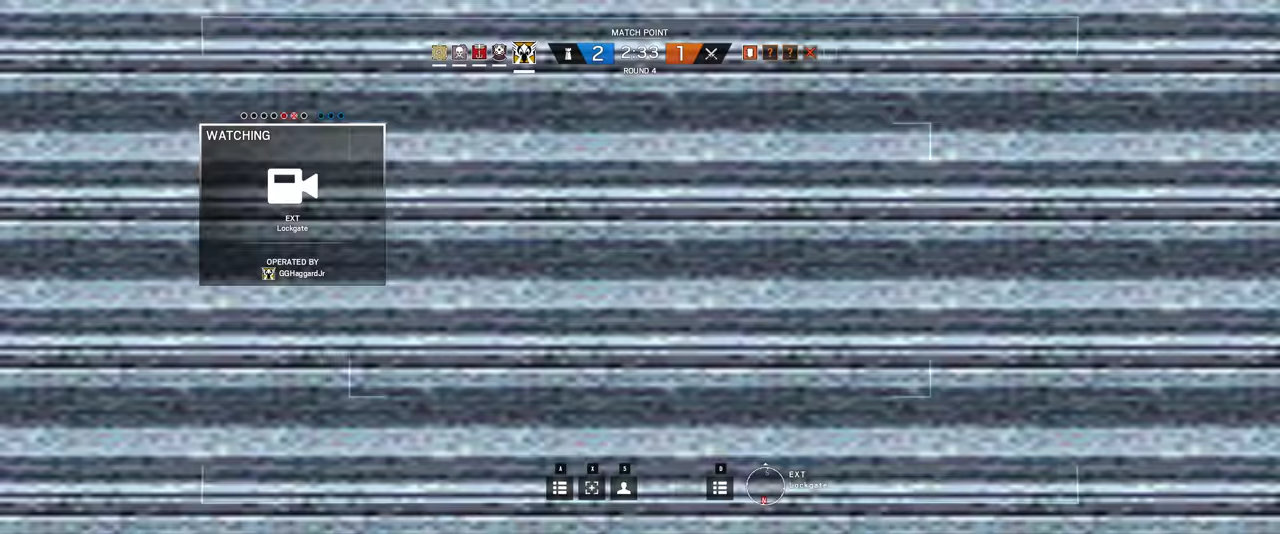 MATCH POINT
2 2:33 1
? ?
ROUND 4
WATCHING
EXT
Lockgate
OPERATED BY
GGHaggardJr
A X S D
EXT
Lockgate
S
N